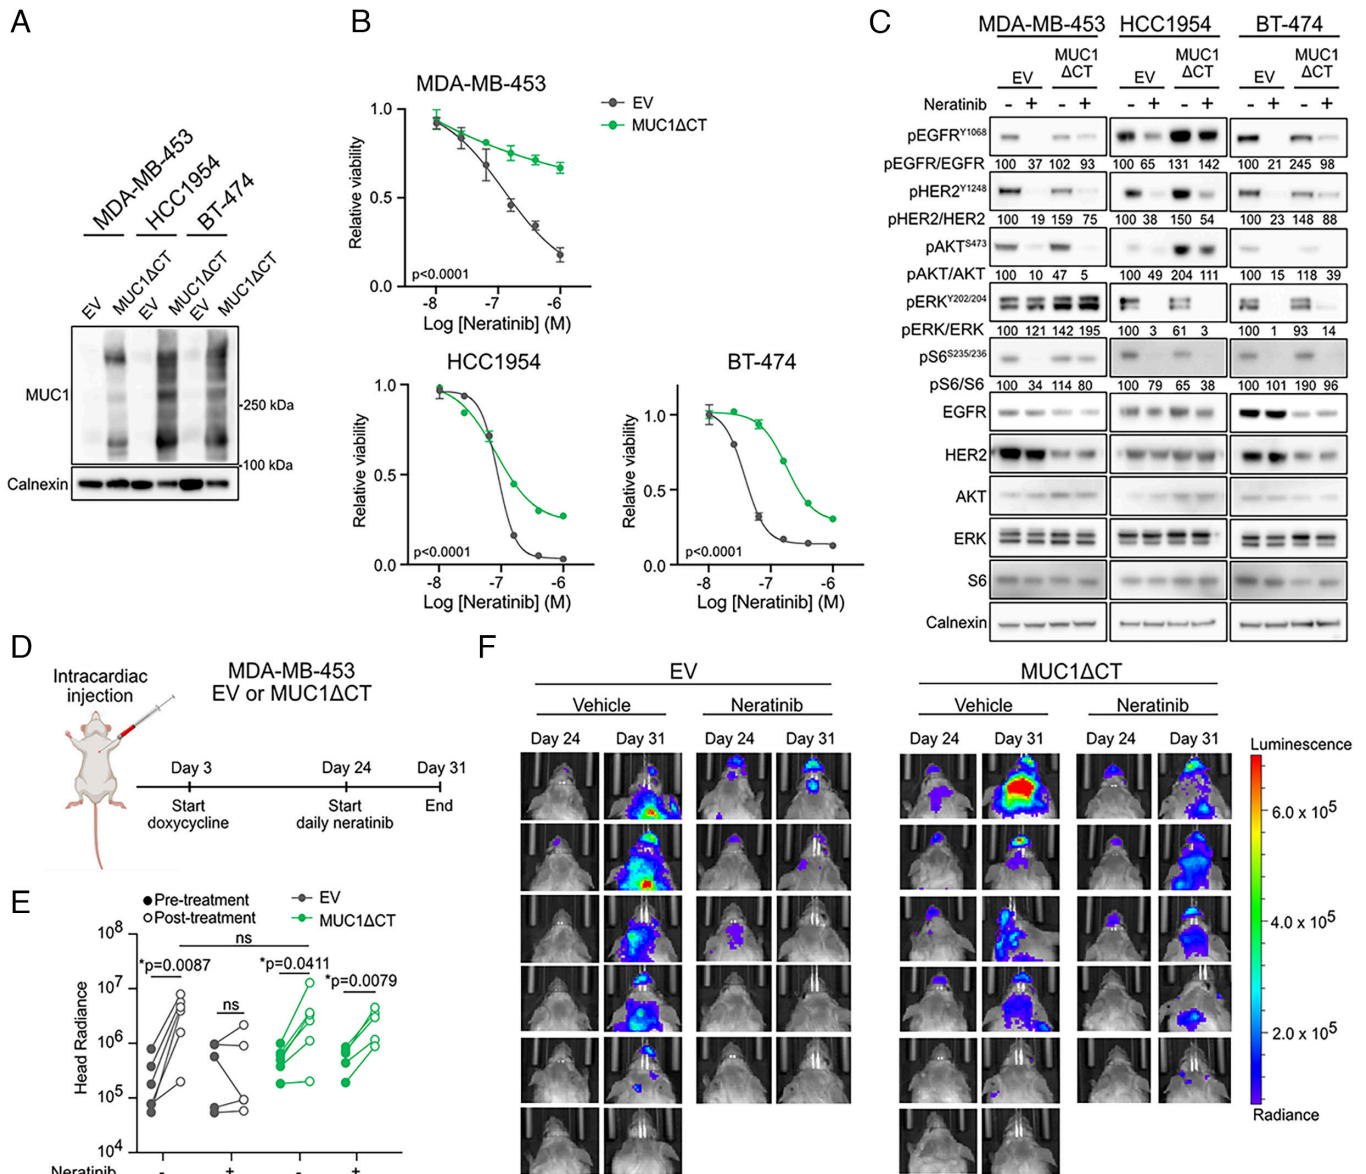 A
MDA-MB-453
HCC1954
BT-474
EV
MUC1ΔCT
EV
MUC1ΔCT
EV
MUC1ΔCT
MUC1
-250 kDa
-100 kDa
Calnexin
B
MDA-MB-453
EV
MUC1ΔCT
Relative viability
1.0
0.5
0.0
p<0.0001
-8
-7
-6
Log [Neratinib] (M)
HCC1954
Relative viability
1.0
0.5
0.0
p<0.0001
-8
-7
-6
Log [Neratinib] (M)
BT-474
Relative viability
1.0
0.5
0.0
p<0.0001
-8
-7
-6
Log [Neratinib] (M)
C
MDA-MB-453 HCC1954 BT-474
EV MUC1 ΔCT EV MUC1 ΔCT EV MUC1 ΔCT
Neratinib - + - + - + - + - + - +
pEGFR^Y1068
pEGFR/EGFR 100 37 102 93 100 65 131 142 100 21 245 98
pHER2^Y1248
pHER2/HER2 100 19 159 75 100 38 150 54 100 23 148 88
pAKT^S473
pAKT/AKT 100 10 47 5 100 49 204 111 100 15 118 39
pERK^Y202/204
pERK/ERK 100 121 142 195 100 3 61 3 100 1 93 14
pS6^S235/236
pS6/S6 100 34 114 80 100 79 65 38 100 101 190 96
EGFR
HER2
AKT
ERK
S6
Calnexin
D
Intracardiac
injection
MDA-MB-453
EV or MUC1ΔCT
Day 3 Day 24 Day 31
Start
doxycycline
Start
daily neratinib
End
E
Pre-treatment
Post-treatment
EV
MUC1ΔCT
Head Radiance
10^8
10^7
10^6
10^5
10^4
ns
*p=0.0087
ns
*p=0.0411
*p=0.0079
Neratinib - + - +
F
EV MUC1ΔCT
Vehicle Neratinib Vehicle Neratinib
Day 24 Day 31 Day 24 Day 31 Day 24 Day 31 Day 24 Day 31
Luminescence
6.0 x 10^5
4.0 x 10^5
2.0 x 10^5
Radiance